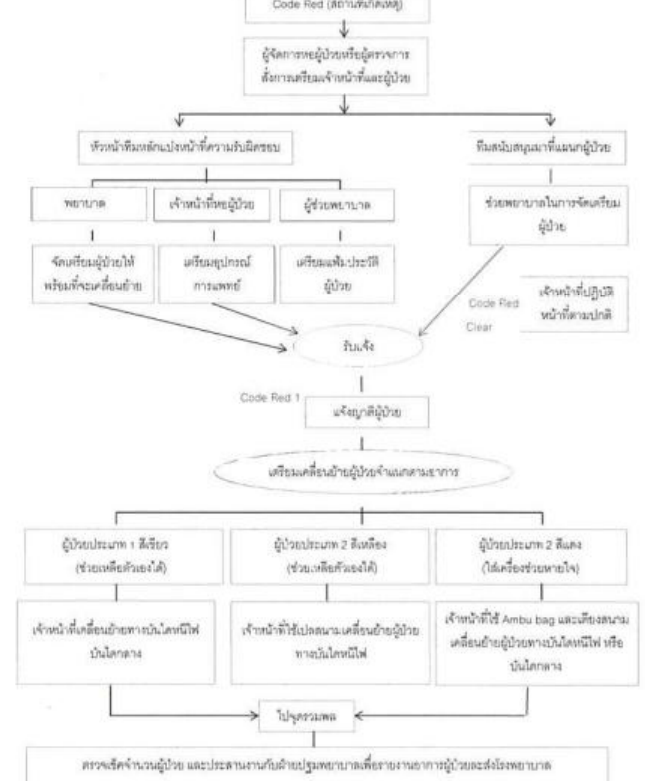 Code Red (สถานที่เกิดเหตุ)
ผู้จัดการหอผู้ป่วยหรือผู้ตรวจการ
สั่งการเตรียมเจ้าหน้าที่และผู้ป่วย
หัวหน้าทีมหลักแบ่งหน้าที่ความรับผิดชอบ
ทีมสนับสนุนมาที่แผนกผู้ป่วย
พยาบาล
เจ้าหน้าที่หอผู้ป่วย
ผู้ช่วยพยาบาล
ช่วยพยาบาลในการจัดเตรียม
ผู้ป่วย
จัดเตรียมผู้ป่วยให้
พร้อมที่จะเคลื่อนย้าย
เตรียมอุปกรณ์
การแพทย์
เตรียมแฟ้มประวัติ
ผู้ป่วย
Code Red
Clear
เจ้าหน้าที่ปฏิบัติ
หน้าที่ตามปกติ
รับแจ้ง
Code Red 1
แจ้งญาติผู้ป่วย
เตรียมเคลื่อนย้ายผู้ป่วยจำแนกตามอาการ
ผู้ป่วยประเภท 1 สีเขียว
(ช่วยเหลือตัวเองได้)
ผู้ป่วยประเภท 2 สีเหลือง
(ช่วยเหลือตัวเองได้)
ผู้ป่วยประเภท 2 สีแดง
(ใส่เครื่องช่วยหายใจ)
เจ้าหน้าที่เคลื่อนย้ายทางบันไดหนีไฟ
บันไดกลาง
เจ้าหน้าที่ใช้เปลสนามเคลื่อนย้ายผู้ป่วย
ทางบันไดหนีไฟ
เจ้าหน้าที่ใช้ Ambu bag และเตียงสนาม
เคลื่อนย้ายผู้ป่วยทางบันไดหนีไฟ หรือ
บันไดกลาง
ไปจุดรวมพล
ตรวจเช็คจำนวนผู้ป่วย และประสานงานกับฝ่ายปฐมพยาบาลเพื่อรายงานอาการผู้ป่วยละส่งโรงพยาบาล